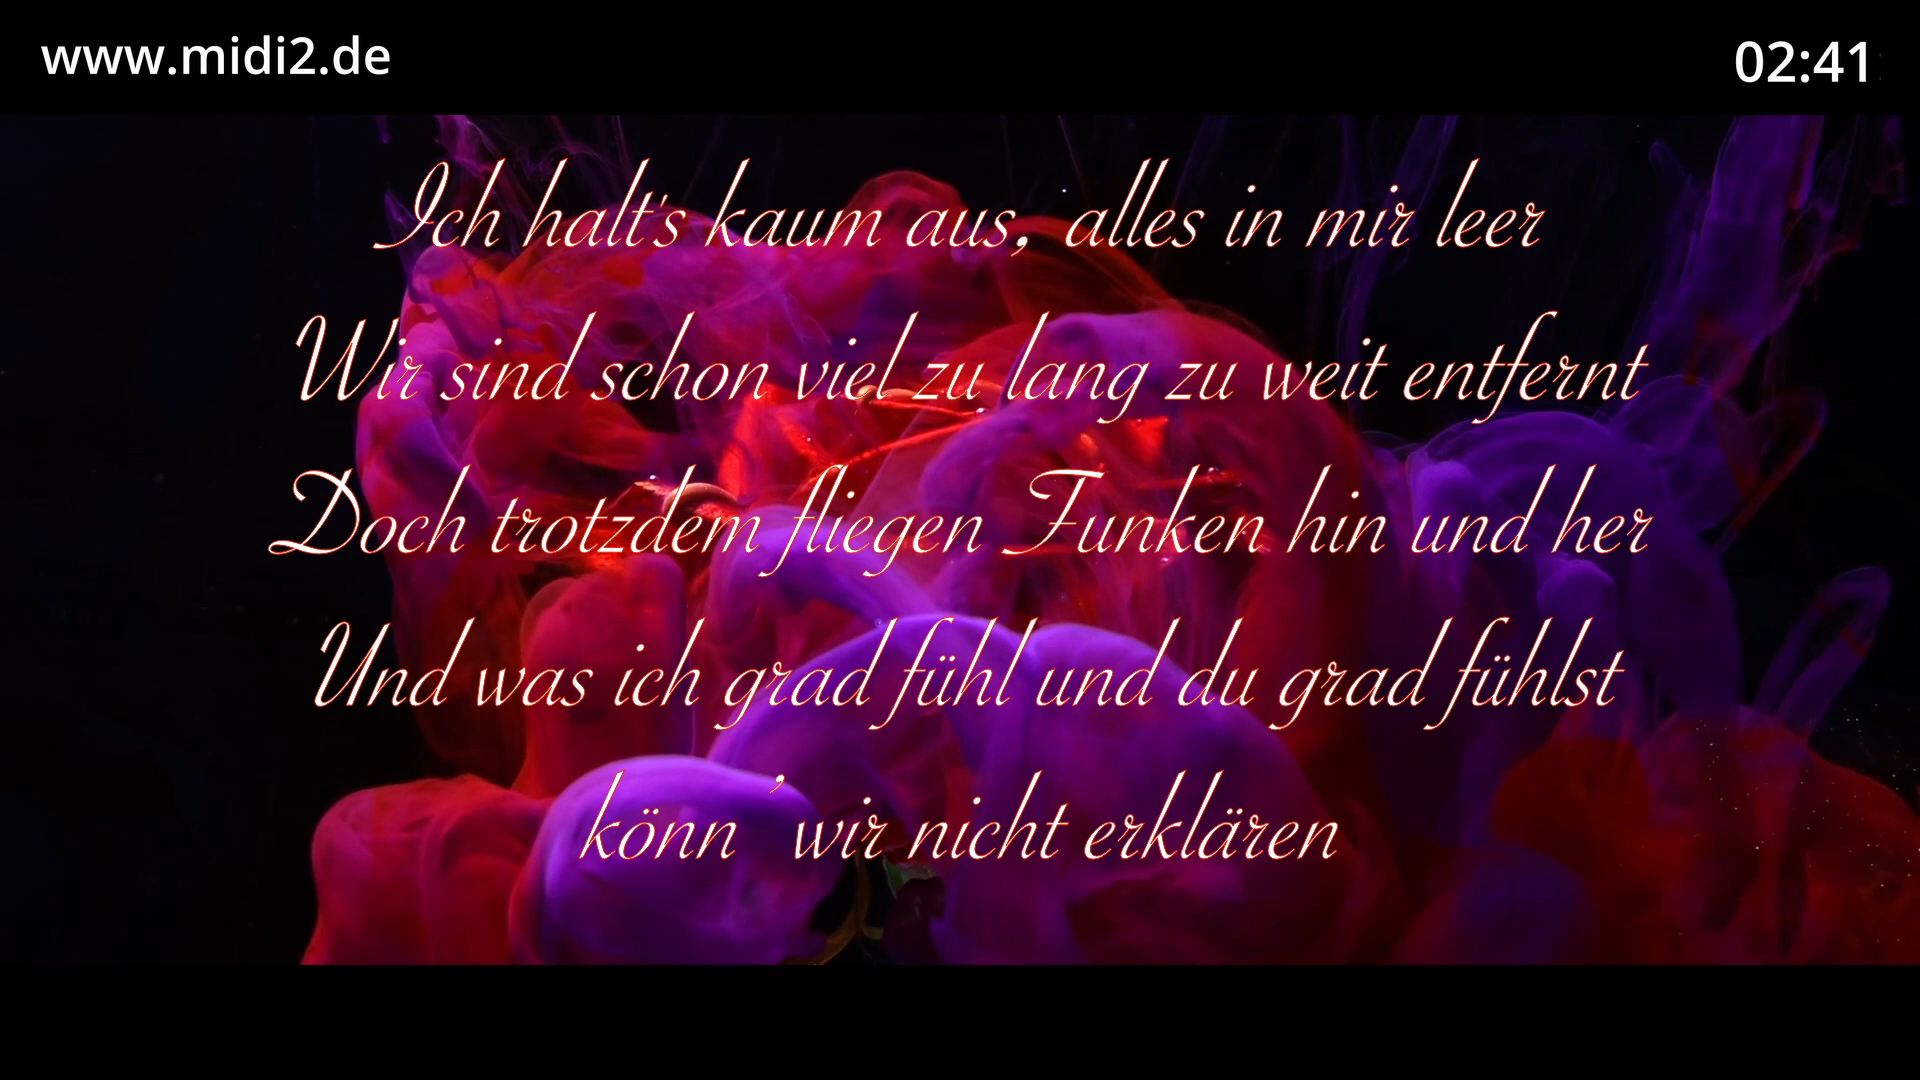 www.midi2.de
02:41
Ich halt's kaum aus, alles in mir leer
Wir sind schon viel zu lang zu weit entfernt
Doch trotzdem fliegen Funken hin und her
Und was ich grad fühl und du grad fühlst
könn ’ wir nicht erklären